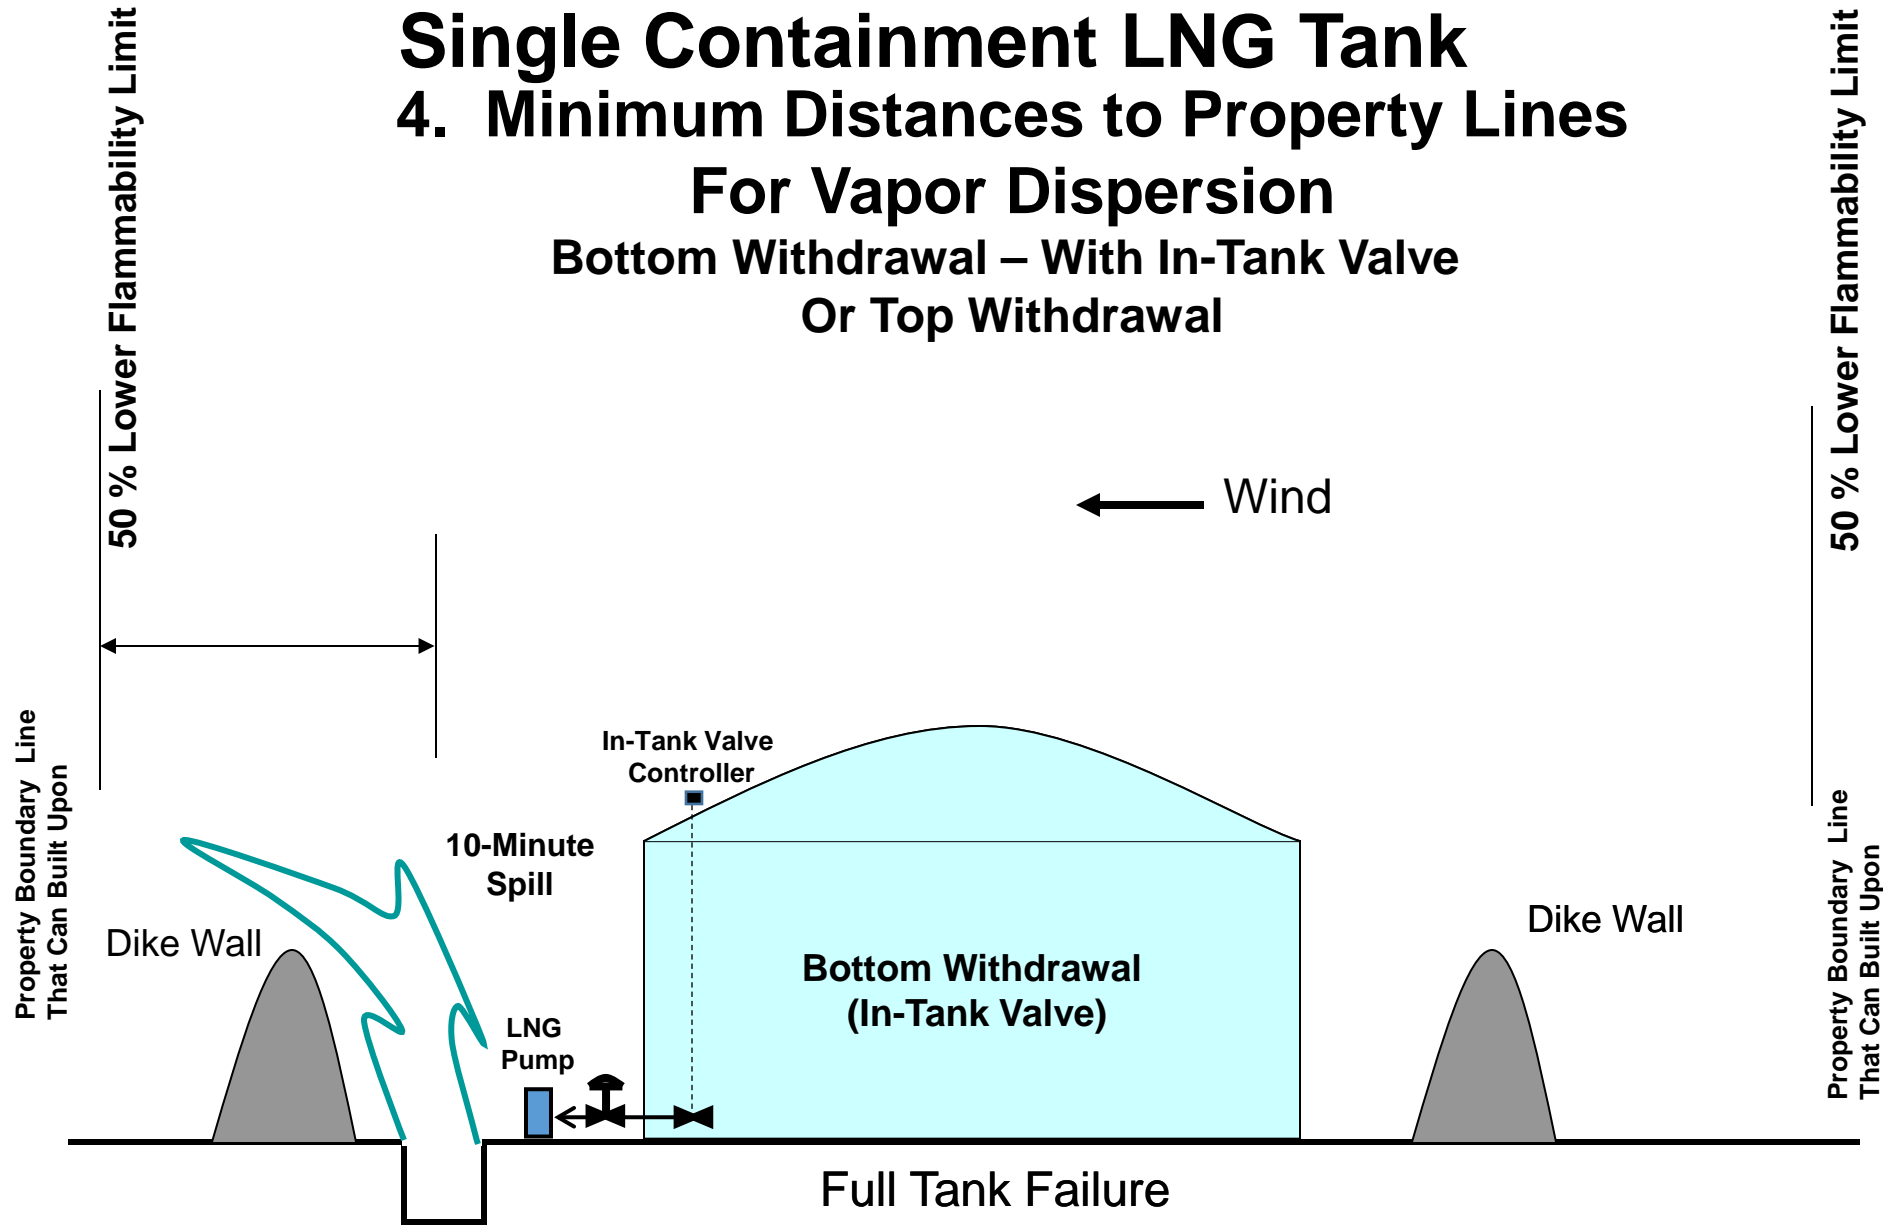 Single Containment LNG Tank
4. Minimum Distances to Property Lines
For Vapor Dispersion
Bottom Withdrawal – With In-Tank Valve
Or Top Withdrawal
50 % Lower Flammability Limit
50 % Lower Flammability Limit
Wind
In-Tank Valve
Controller
10-Minute
Spill
Property Boundary Line
That Can Built Upon
Dike Wall
LNG
Pump
Bottom Withdrawal
(In-Tank Valve)
Dike Wall
Property Boundary Line
That Can Built Upon
Full Tank Failure